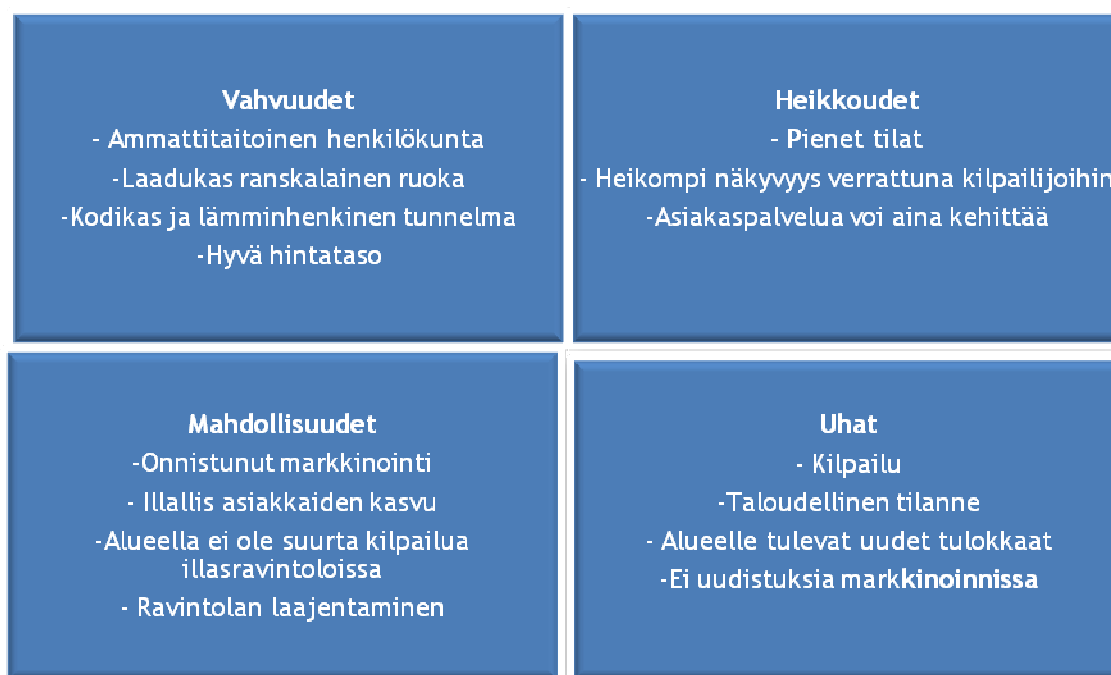 Vahvuudet
- Ammattitaitoinen henkilökunta
-Laadukas ranskalainen ruoka
-Kodikas ja lämminhenkinen tunnelma
-Hyvä hintataso
Heikkoudet
- Pienet tilat
- Heikompi näkyvyys verrattuna kilpailijoihin
-Asiakaspalvelua voi aina kehittää
Mahdollisuudet
-Onnistunut markkinointi
- Illallis asiakkaiden kasvu
-Alueella ei ole suurta kilpailua
illasravintoloissa
- Ravintolan laajentaminen
Uhat
- Kilpailu
-Taloudellinen tilanne
- Alueelle tulevat uudet tulokkaat
-Ei uudistuksia markkinoinnissa